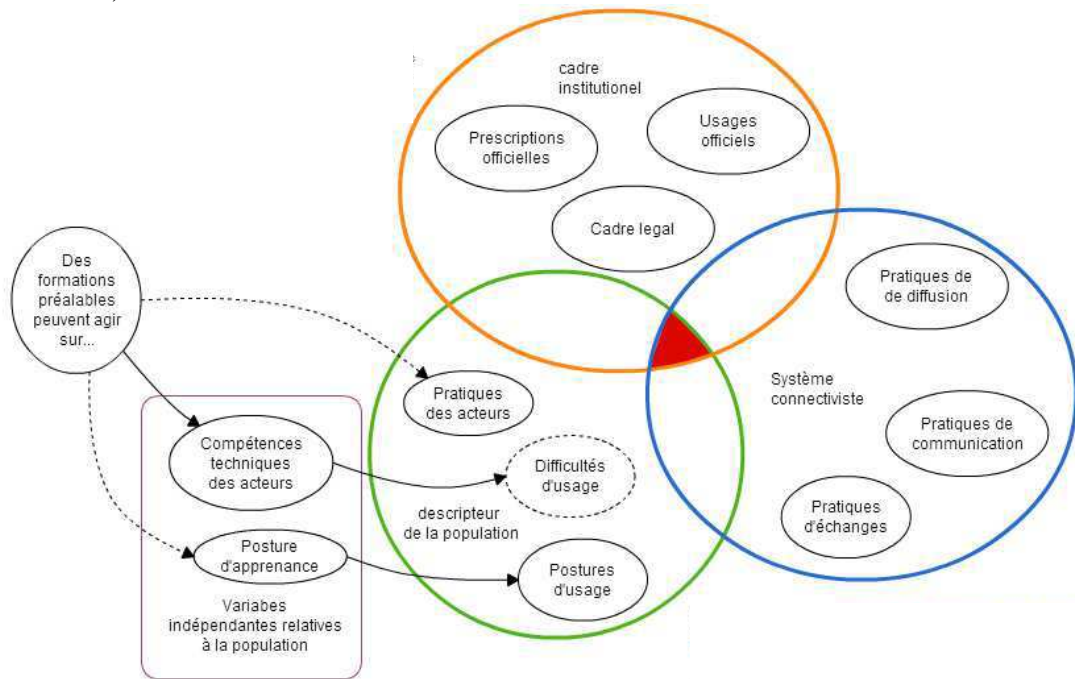 cadre
institutionel
Prescriptions
officielles
Usages
officiels
Cadre legal
Des
formations
préalables
peuvent agir
sur...
Pratiques de
de diffusion
Pratiques
des acteurs
Système
connectiviste
Pratiques de
communication
Compétences
techniques
des acteurs
Difficultés
d'usage
descripteur
de la population
Pratiques
d'échanges
Posture
d'apprenance
Postures
d'usage
Variabes
indépendantes relatives
à la population